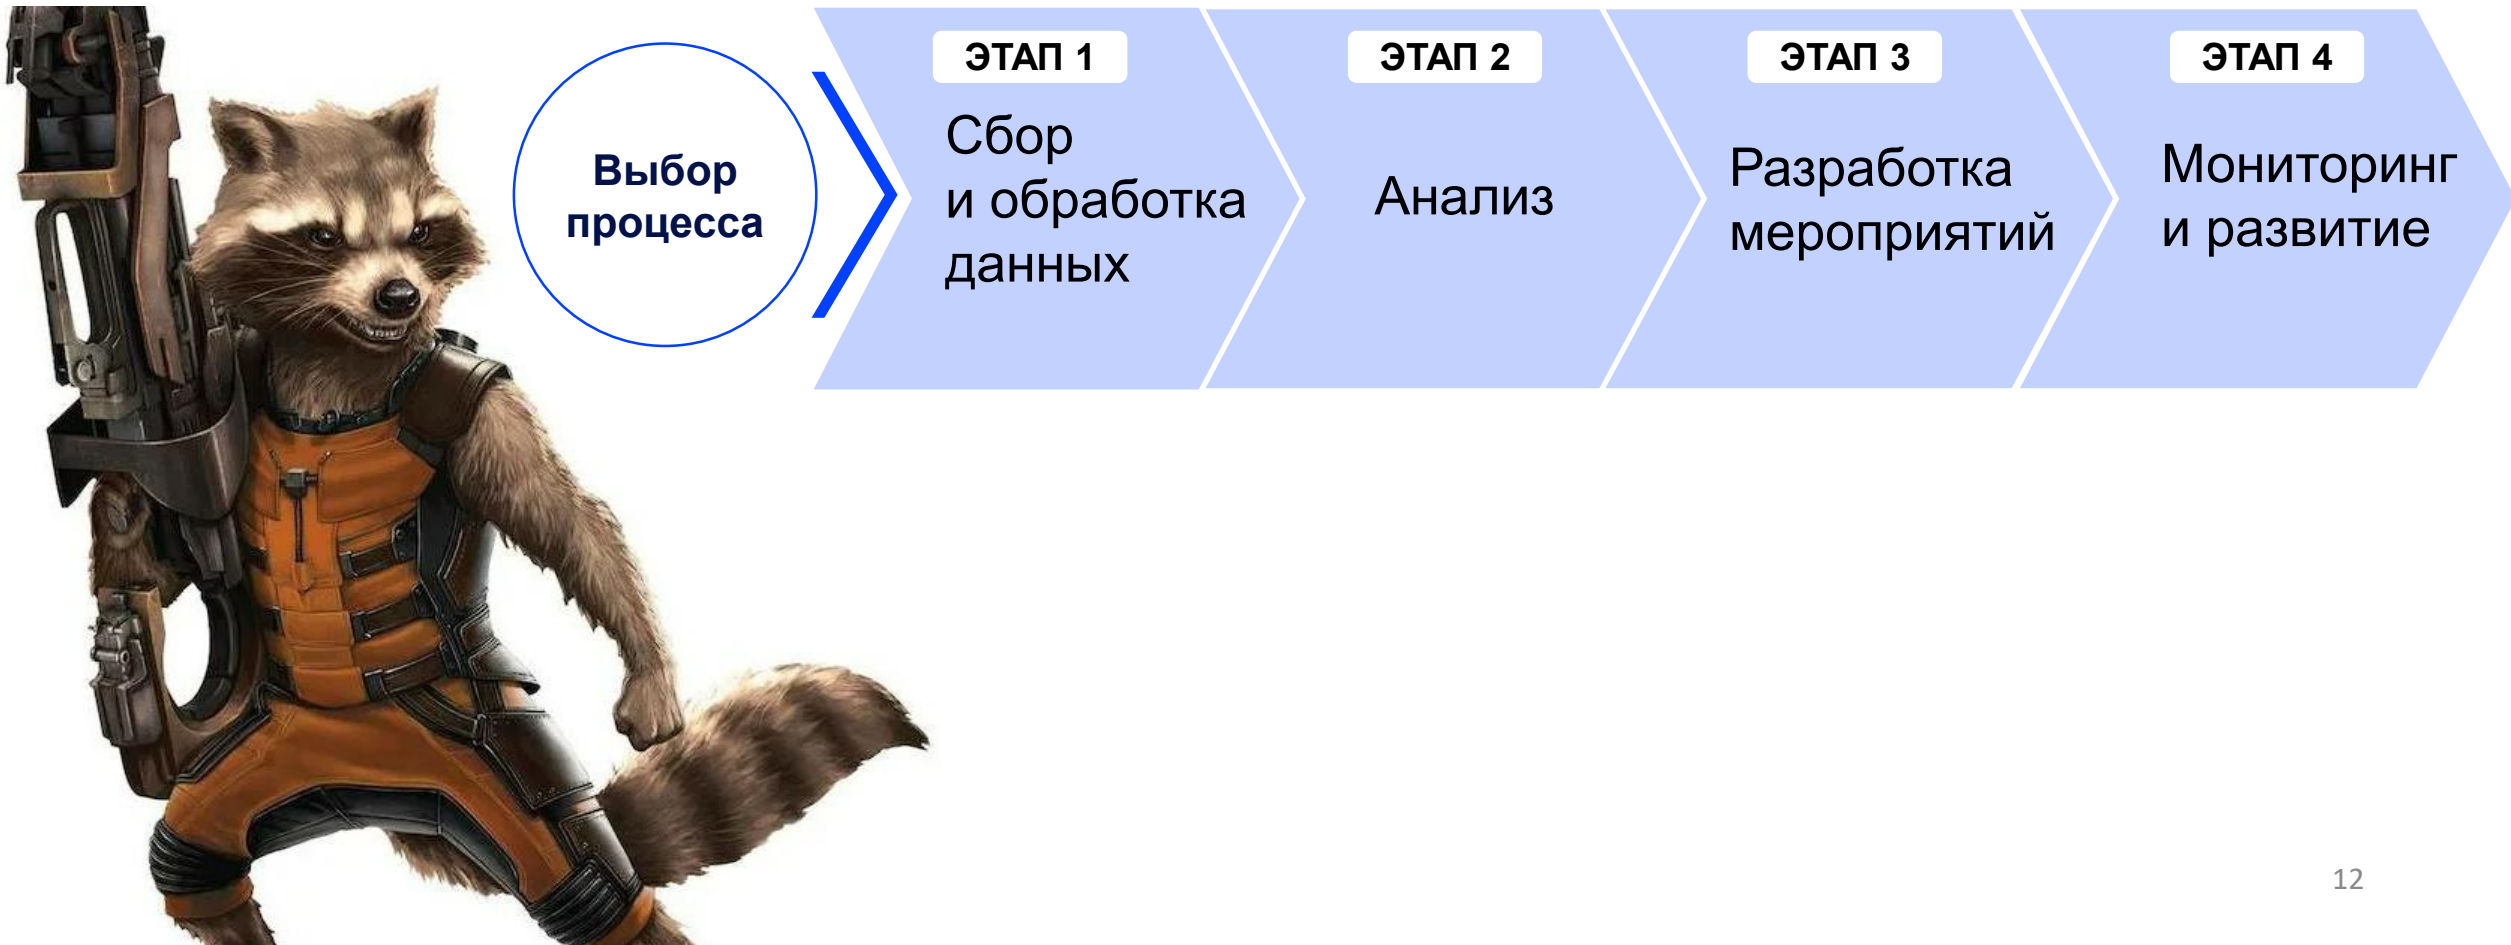 Выбор
процесса
ЭТАП 1
Сбор
и обработка
данных
ЭТАП 2
Анализ
ЭТАП 3
Разработка
мероприятий
ЭТАП 4
Мониторинг
и развитие
12